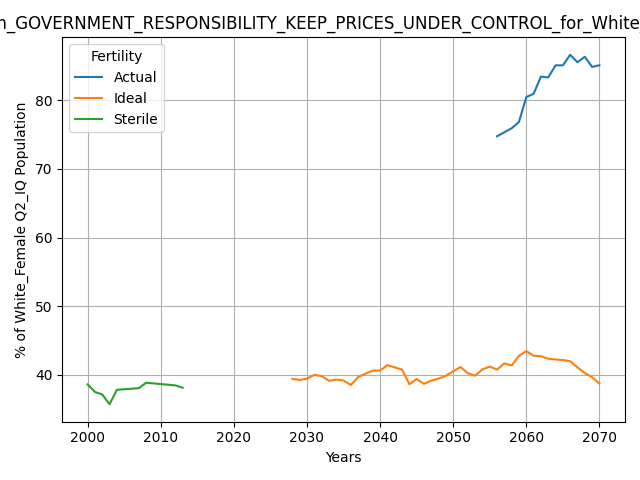 n_GOVERNMENT_RESPONSIBILITY_KEEP_PRICES_UNDER_CONTROL_for_White_
Fertility
Actual
Ideal
Sterile
% of White_Female Q2_IQ Population
80
70
60
50
40
2000 2010 2020 2030 2040 2050 2060 2070
Years